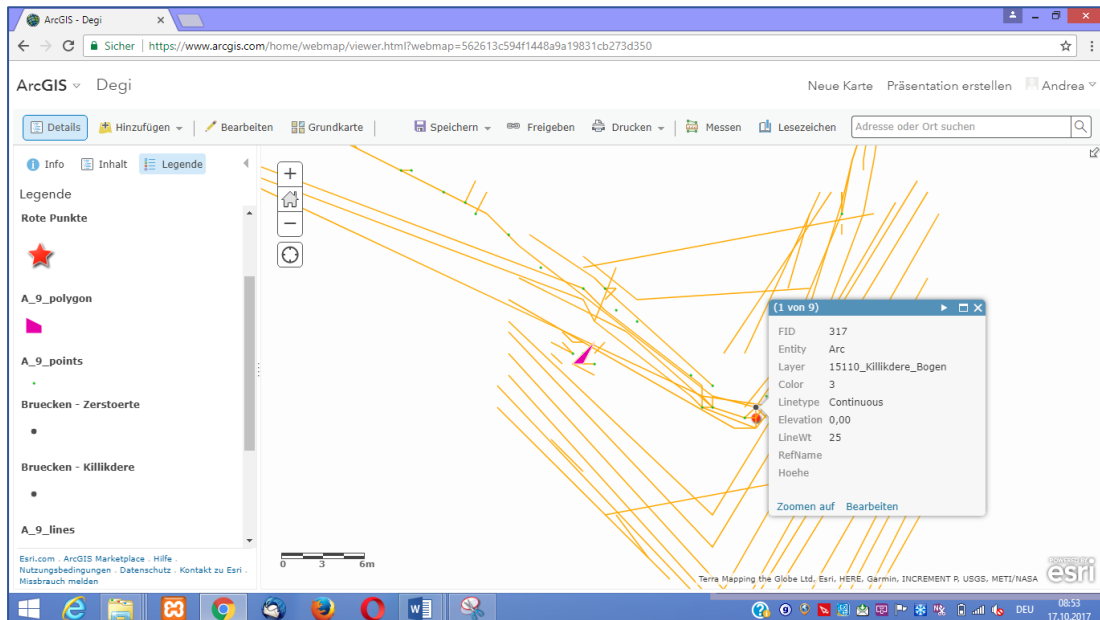 ArcGIS - Degi
Sicher | https://www.arcgis.com/home/webmap/viewer.html?webmap=562613c594f1448a9a19831cb273d350
ArcGIS Degi
Neue Karte Präsentation erstellen Andrea
Details Hinzufügen Bearbeiten Grundkarte Speichern Freigeben Drucken Messen Lesezeichen Adresse oder Ort suchen
Info Inhalt Legende
Legende
Rote Punkte
A_9_polygon
A_9_points
Bruecken - Zerstoerte
Bruecken - Killikdere
A_9_lines
Esri.com . ArcGIS Marketplace . Hilfe .
Nutzungsbedingungen . Datenschutz . Kontakt zu Esri .
Missbrauch melden
+
−
(1 von 9)
FID 317
Entity Arc
Layer 15110_Killikdere_Bogen
Color 3
Linetype Continuous
Elevation 0,00
LineWt 25
RefName
Hoehe
Zoomen auf Bearbeiten
0 3 6m
Terra Mapping the Globe Ltd, Esri, HERE, Garmin, INCREMENT P, USGS, METI/NASA
POWERED BY
esri
DEU
08:53
17.10.2017